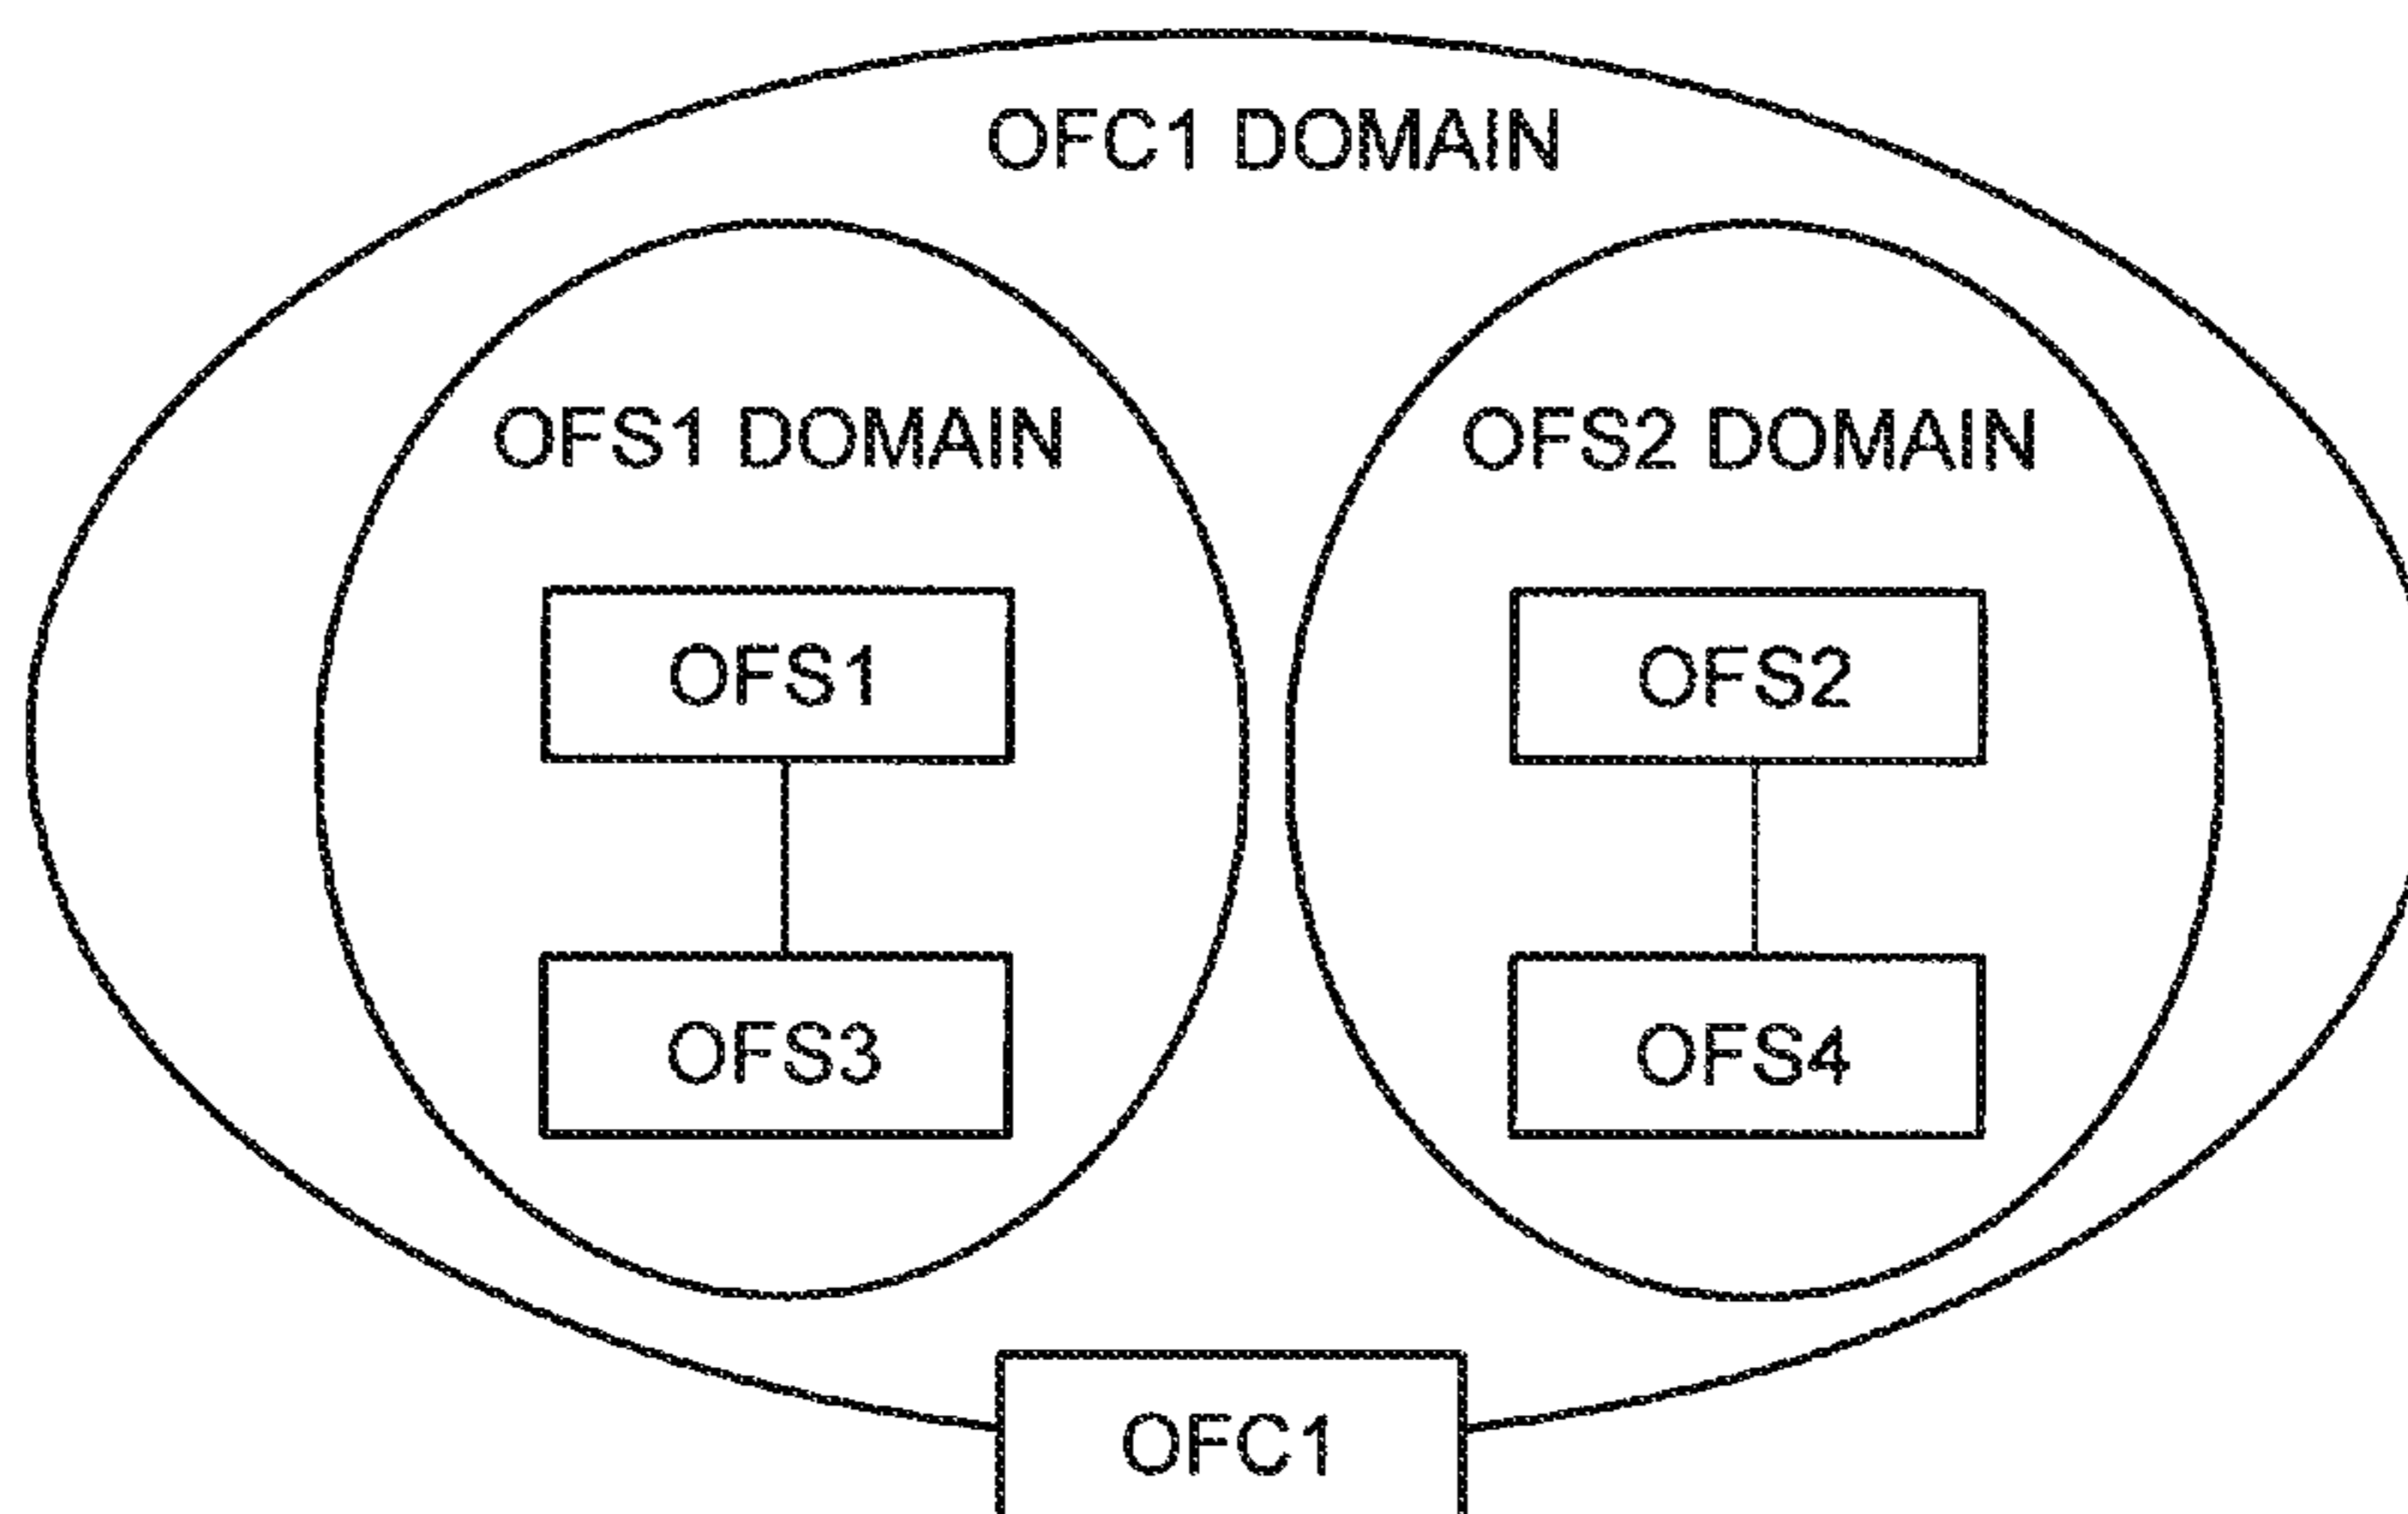 OFC1 DOMAIN
OFS1 DOMAIN
OFS2 DOMAIN
OFS1
OFS2
OFS3
OFS4
OFC1